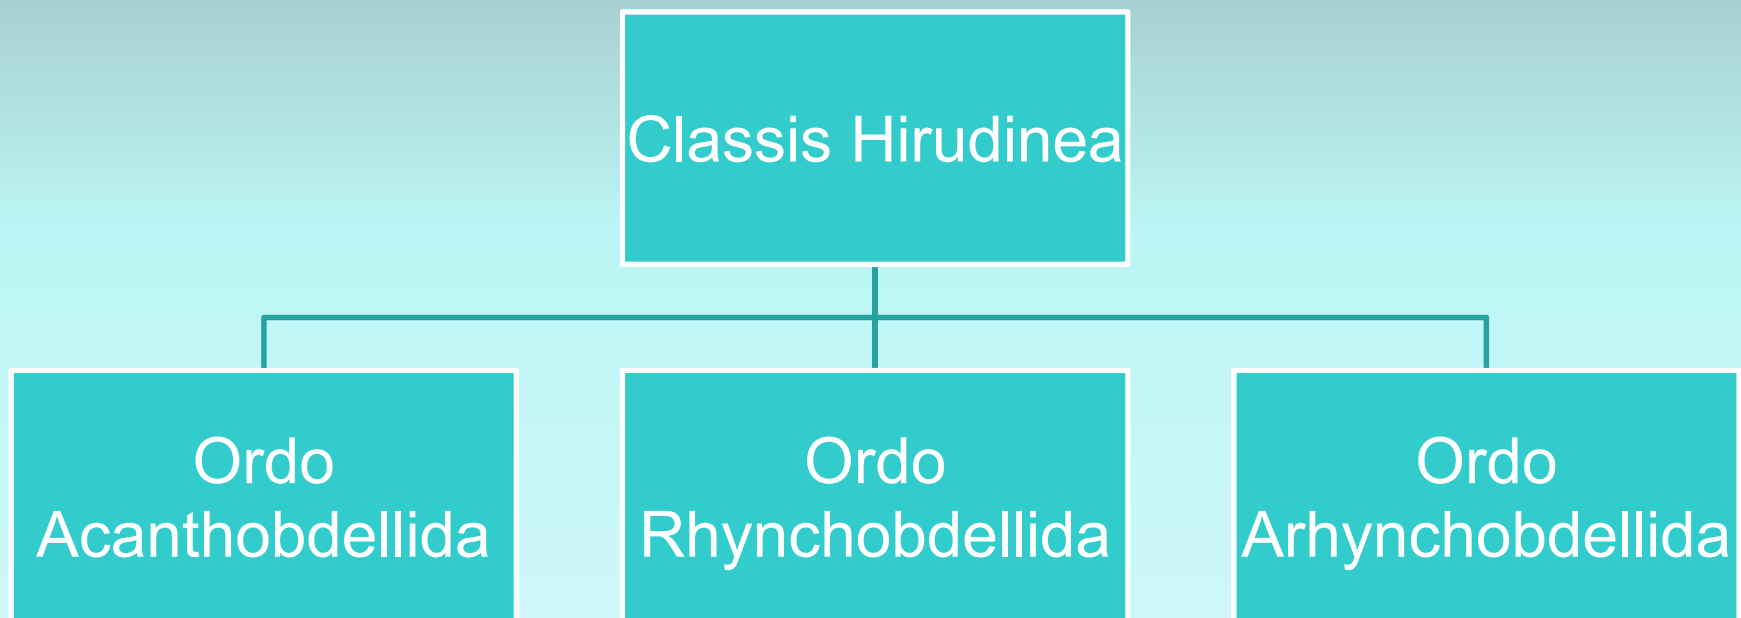 Classis Hirudinea
Ordo
Acanthobdellida
Ordo
Rhynchobdellida
Ordo
Arhynchobdellida